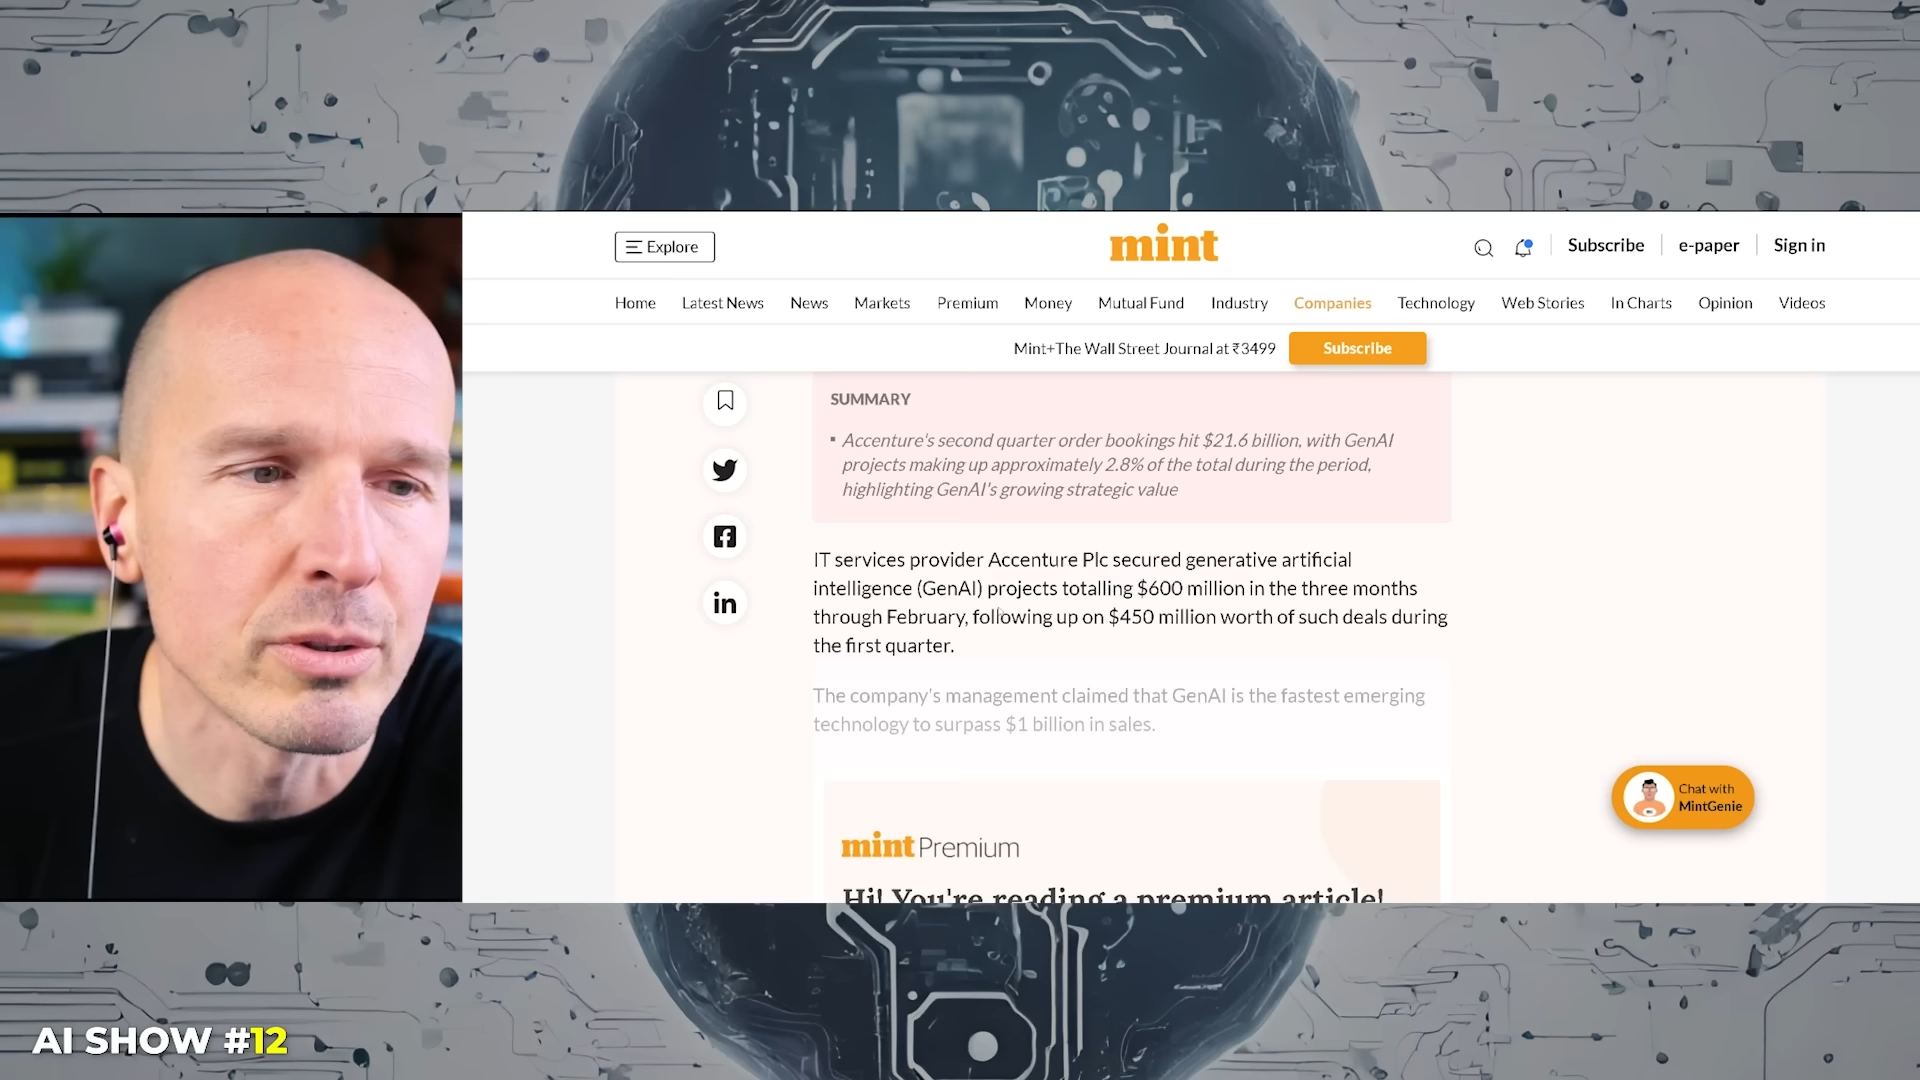 Explore
mint
Subscribe
e-paper
Sign in
Home
Latest News
News
Markets
Premium
Money
Mutual Fund
Industry
Companies
Technology
Web Stories
In Charts
Opinion
Videos
Mint+The Wall Street Journal at ₹3499
Subscribe
SUMMARY
▪ Accenture's second quarter order bookings hit $21.6 billion, with GenAI
projects making up approximately 2.8% of the total during the period,
highlighting GenAI's growing strategic value
IT services provider Accenture Plc secured generative artificial
intelligence (GenAI) projects totalling $600 million in the three months
through February, following up on $450 million worth of such deals during
the first quarter.
The company's management claimed that GenAI is the fastest emerging
technology to surpass $1 billion in sales.
Chat with
MintGenie
mint Premium
Hi! You're reading a premium article!
AI SHOW #12